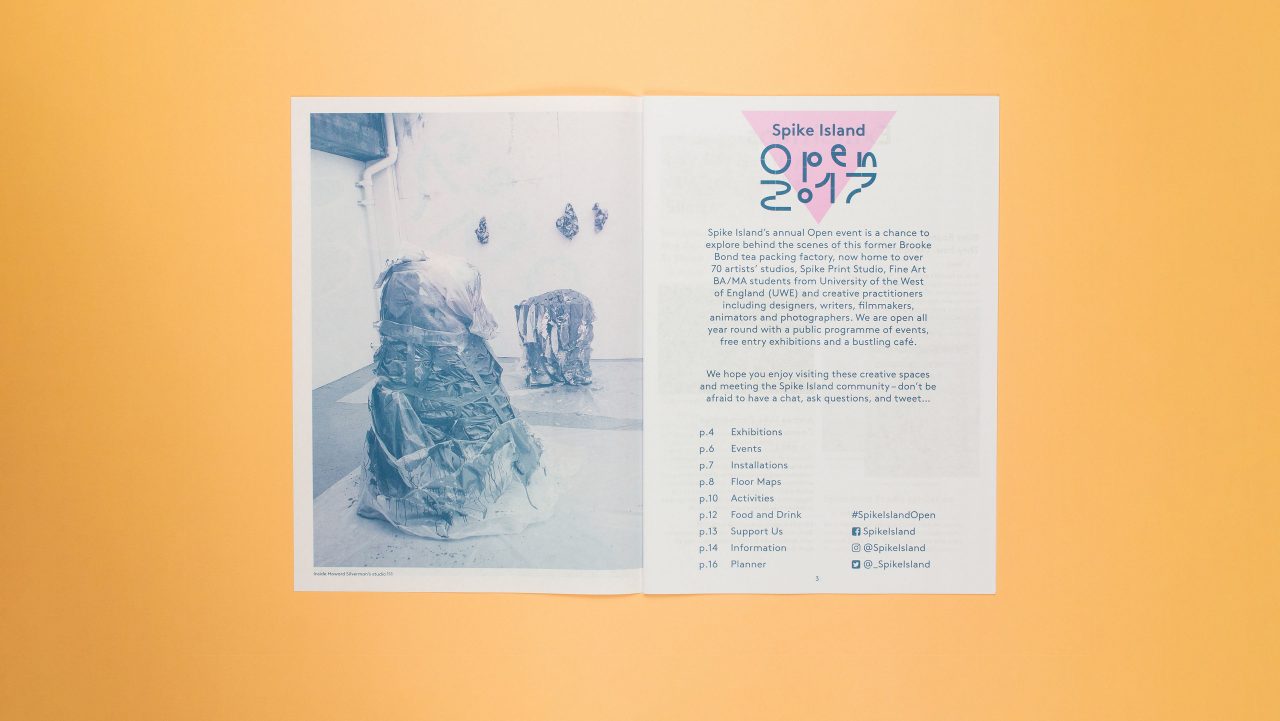 Inside Howard Silverman's studio 111
Spike Island
Open
2017
Spike Island's annual Open event is a chance to
explore behind the scenes of this former Brooke
Bond tea packing factory, now home to over
70 artists' studios, Spike Print Studio, Fine Art
BA/MA students from University of the West
of England (UWE) and creative practitioners
including designers, writers, filmmakers,
animators and photographers. We are open all
year round with a public programme of events,
free entry exhibitions and a bustling café.
We hope you enjoy visiting these creative spaces
and meeting the Spike Island community – don't be
afraid to have a chat, ask questions, and tweet...
p.4 Exhibitions
p.6 Events
p.7 Installations
p.8 Floor Maps
p.10 Activities
p.12 Food and Drink
p.13 Support Us
p.14 Information
p.16 Planner
#SpikeIslandOpen
SpikeIsland
@SpikeIsland
@_SpikeIsland
3